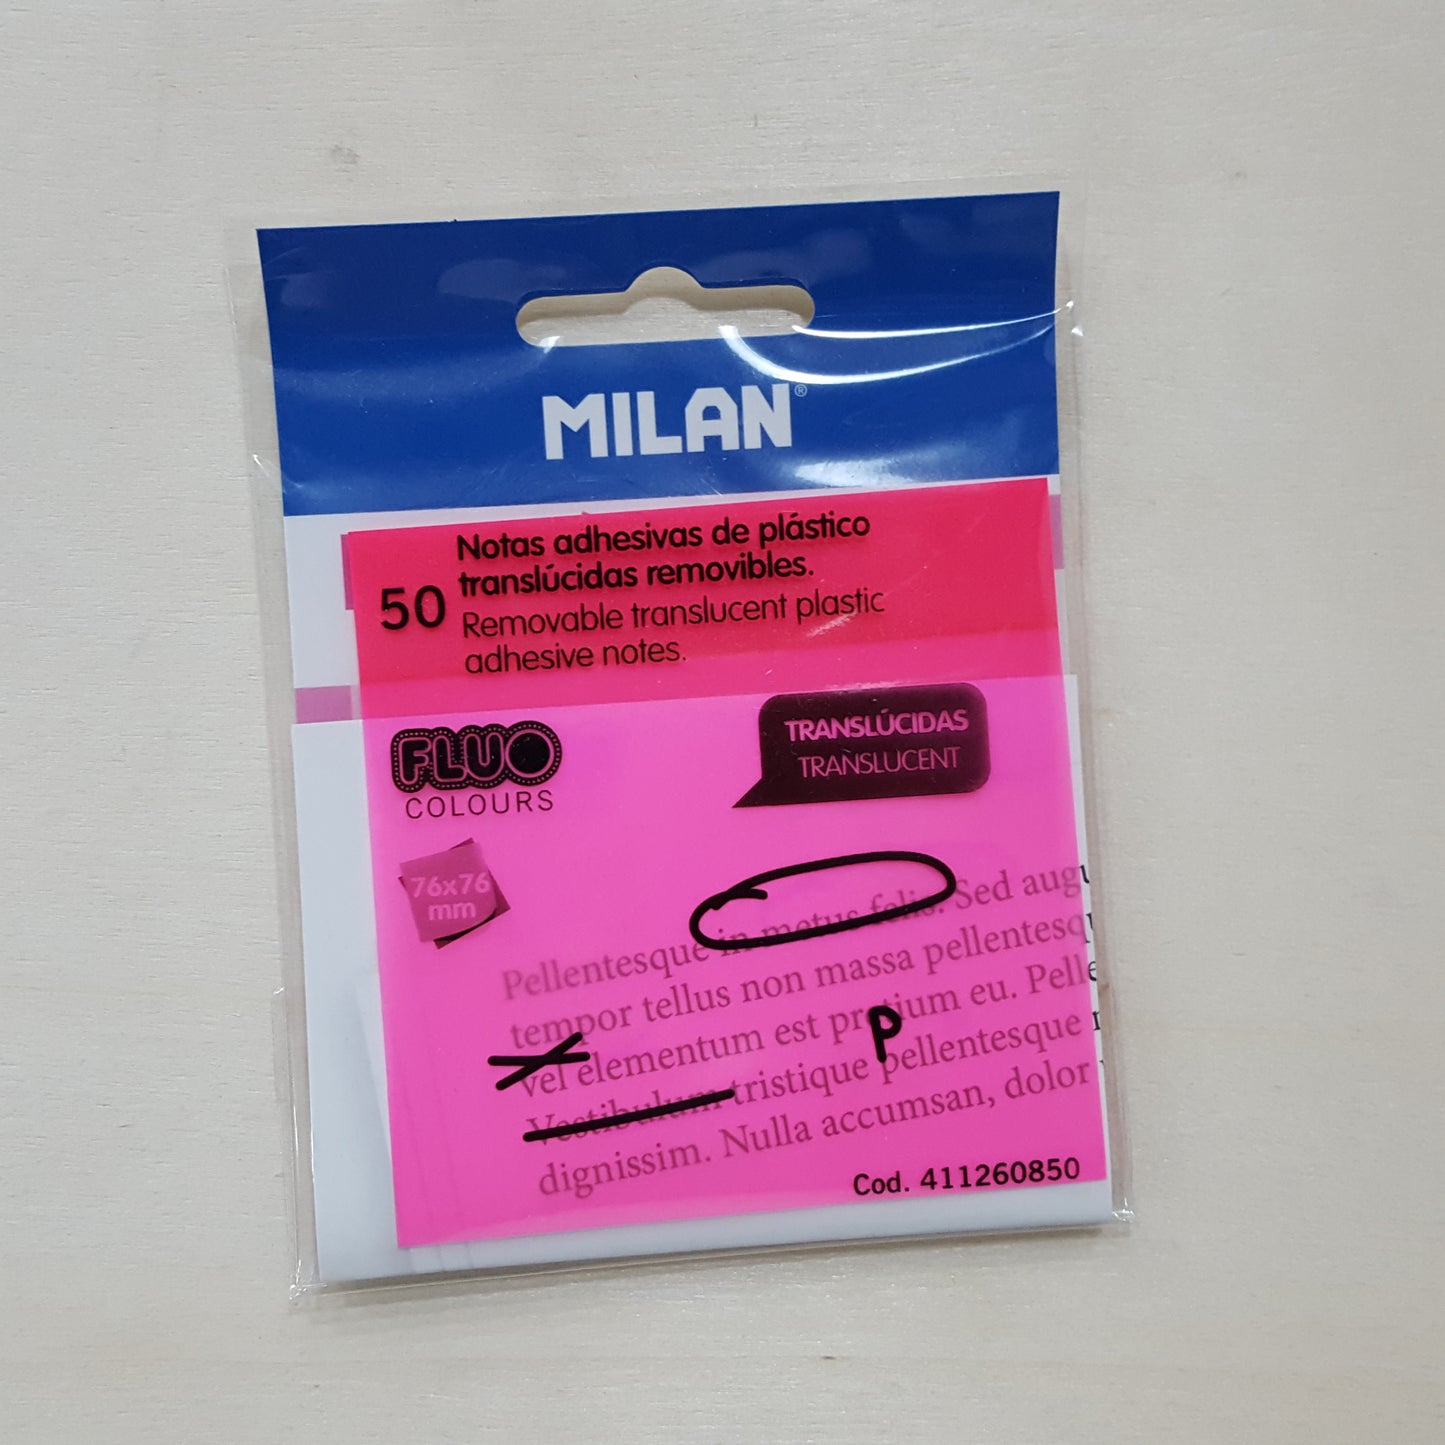 MILAN®
50
Notas adhesivas de plástico
translúcidas removibles.
Removable translucent plastic
adhesive notes.
FLUO
COLOURS
TRANSLÚCIDAS
TRANSLUCENT
76x76
mm
Pellentesque in metus felis. Sed augu
tempor tellus non massa pellentesqu
vel elementum est pretium eu. Pelle
P
Vestibulum tristique pellentesque
dignissim. Nulla accumsan, dolor
Cod. 411260850